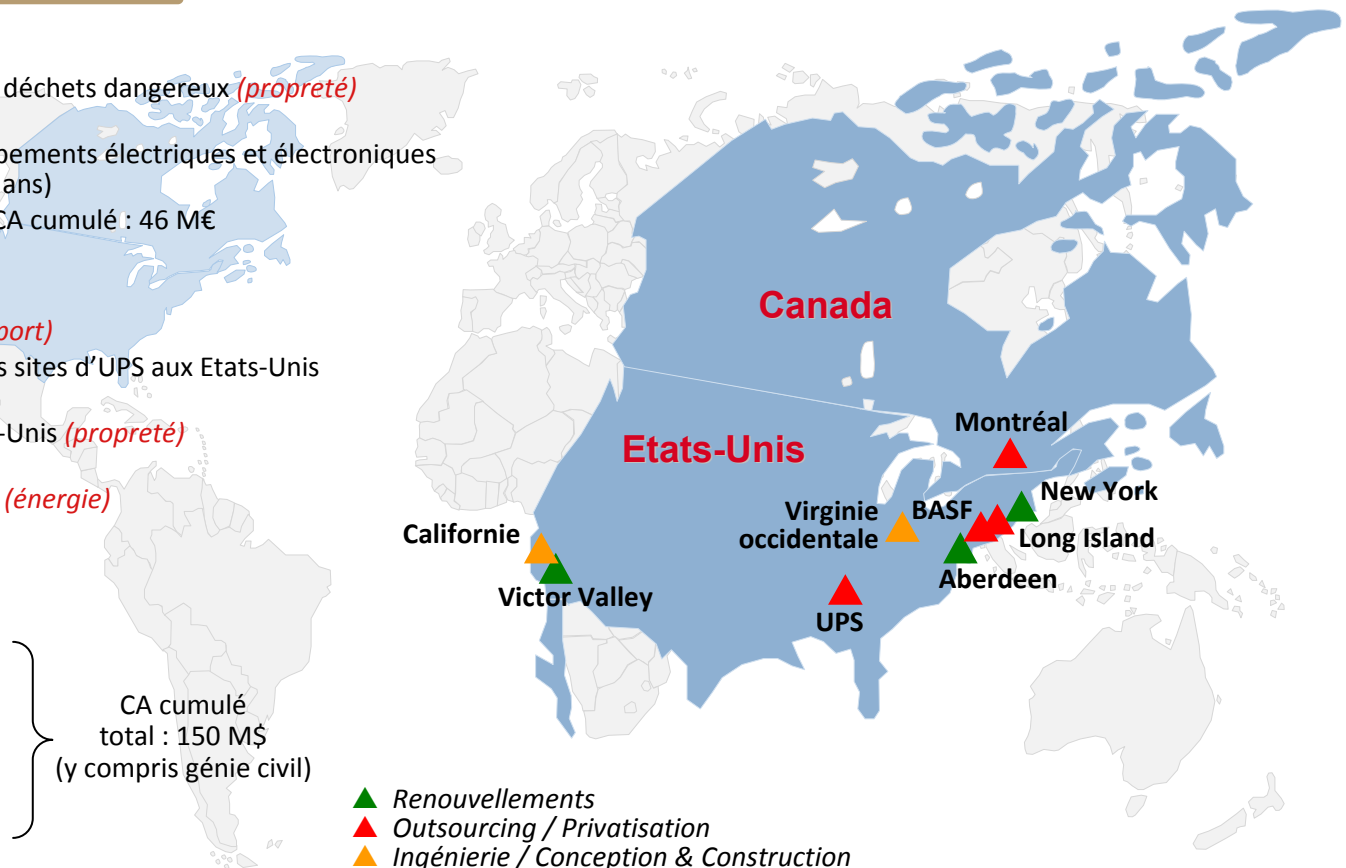 déchets dangereux (propreté)
électriques et électroniques
ans)
CA cumulé : 46 M€
sites d’UPS aux Etats-Unis
-Unis (propreté)
(énergie)
CA cumulé
total : 150 M$
(y compris génie civil)
Canada
Etats-Unis
Montréal
New York
Virginie
occidentale
BASF
Long Island
Californie
Aberdeen
Victor Valley
UPS
Renouvellements
Outsourcing / Privatisation
Ingénierie / Conception & Construction